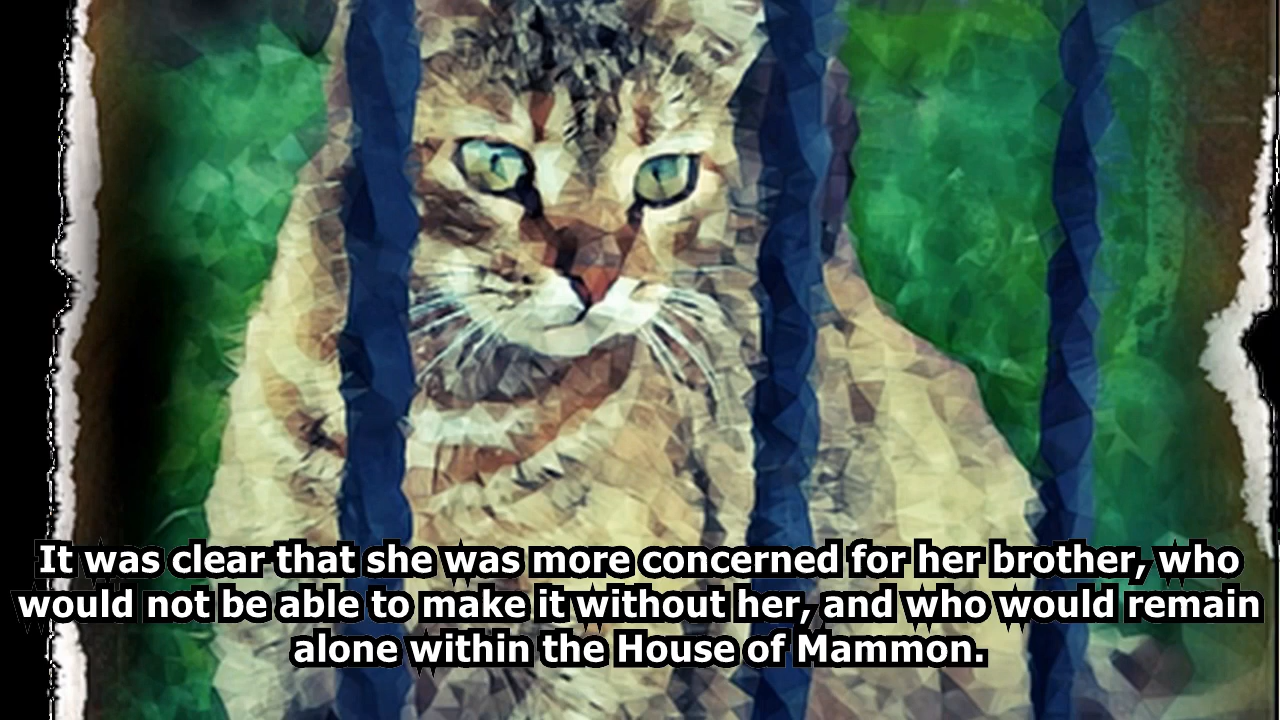 It was clear that she was more concerned for her brother, who
would not be able to make it without her, and who would remain
alone within the House of Mammon.